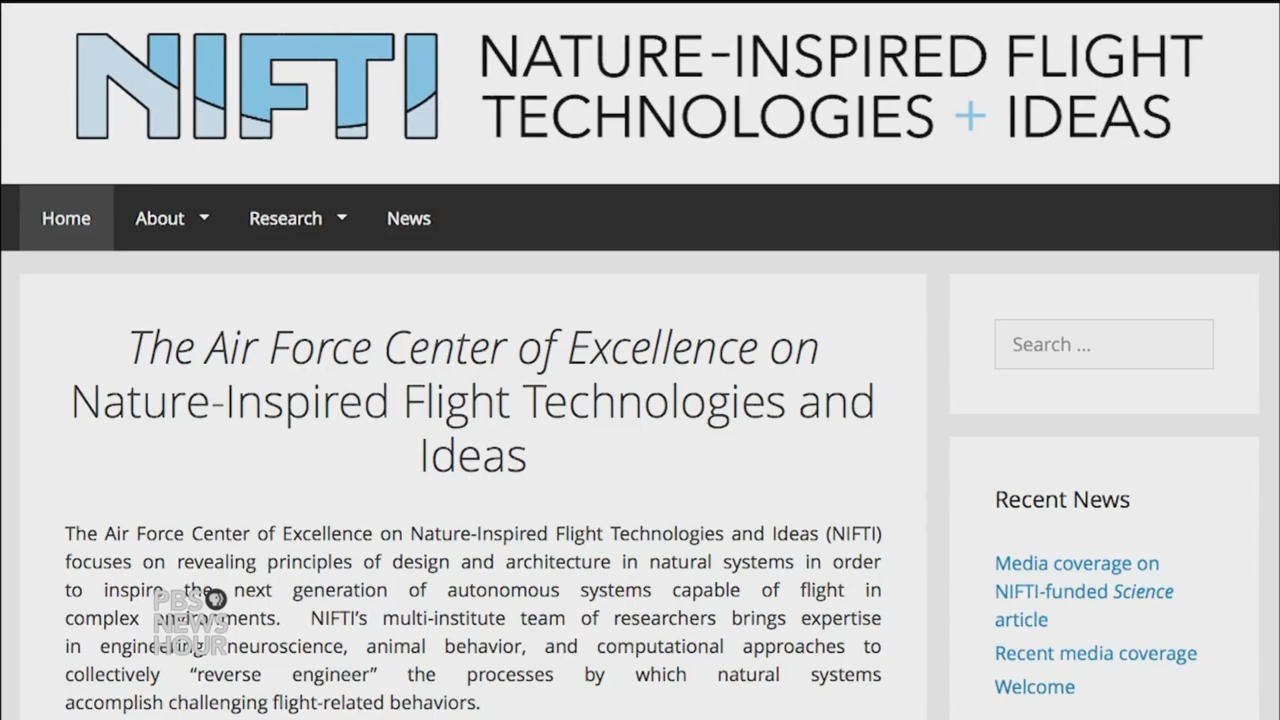 NIFTI
NATURE-INSPIRED FLIGHT
TECHNOLOGIES + IDEAS
Home
About
Research
News
The Air Force Center of Excellence on
Nature-Inspired Flight Technologies and
Ideas
The Air Force Center of Excellence on Nature-Inspired Flight Technologies and Ideas (NIFTI)
focuses on revealing principles of design and architecture in natural systems in order
to inspire the next generation of autonomous systems capable of flight in
complex environments. NIFTI's multi-institute team of researchers brings expertise
in engineering, neuroscience, animal behavior, and computational approaches to
collectively “reverse engineer” the processes by which natural systems
accomplish challenging flight-related behaviors.
PBS
NEWS
HOUR
Search ...
Recent News
Media coverage on
NIFTI-funded Science
article
Recent media coverage
Welcome